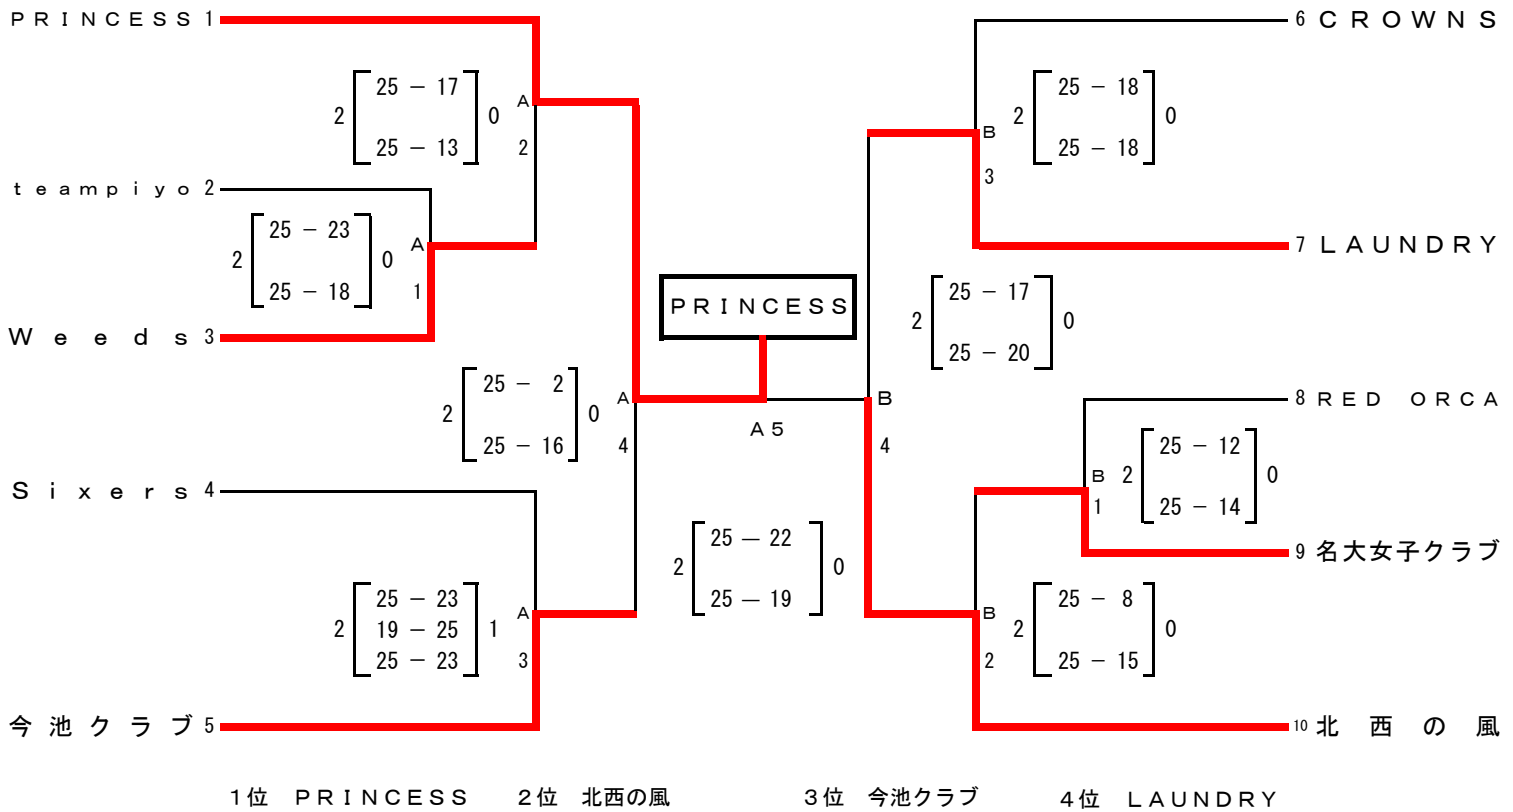 ＰＲＩＮＣＥＳＳ 1
6 ＣＲＯＷＮＳ
25 － 17
2 0
25 － 13
A
2
25 － 18
2 0
25 － 18
B
3
ｔｅａｍｐｉｙｏ 2
25 － 23
2 0
25 － 18
A
1
7 ＬＡＵＮＤＲＹ
Ｗｅｅｄｓ 3
ＰＲＩＮＣＥＳＳ
25 － 17
2 0
25 － 20
25 － 2
2 0
25 － 16
A
4
Ａ５
B
4
8 ＲＥＤ　ＯＲＣＡ
25 － 12
B 2 0
1
25 － 14
Ｓｉｘｅｒｓ 4
25 ― 22
2 0
25 ― 19
9 名大女子クラブ
25 － 23
19 － 25
25 － 23
2 1
A
3
25 － 8
2 0
25 － 15
B
2
今池クラブ 5
10 北西の風
１位　ＰＲＩＮＣＥＳＳ　２位　北西の風　３位　今池クラブ　４位　ＬＡＵＮＤＲＹ